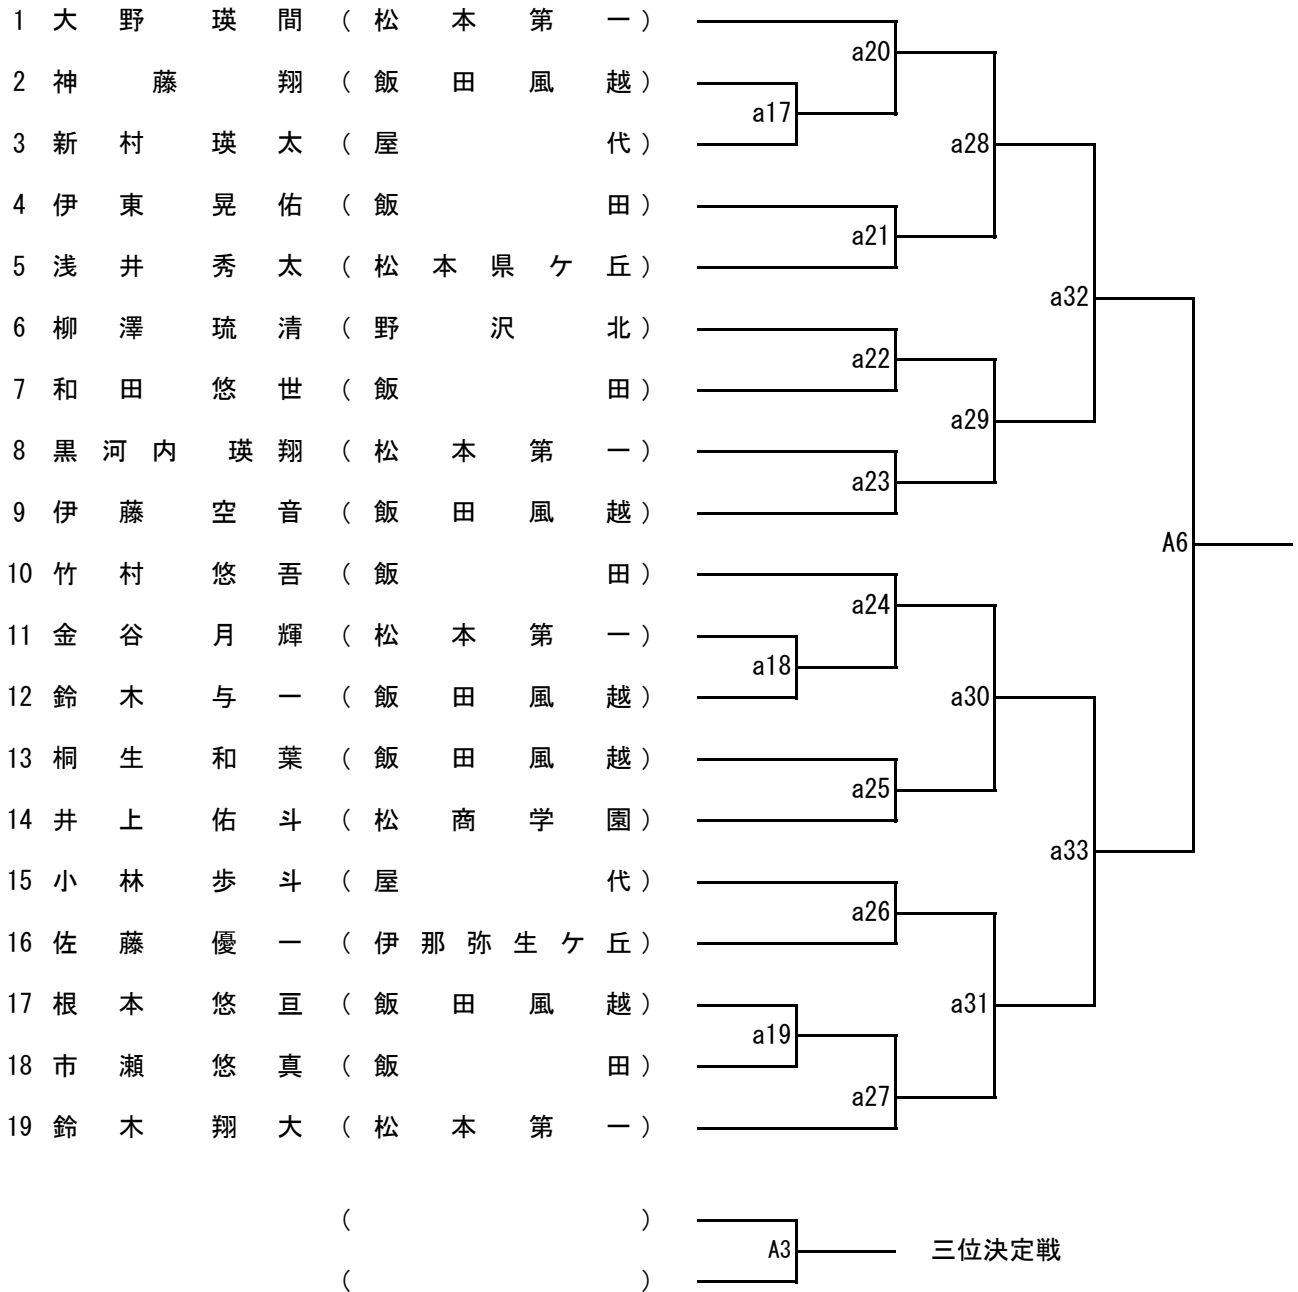 1 大野 瑛間 (松本第一)
a20
2 神藤 翔 (飯田風越)
a17
3 新村 瑛太 (屋代)
a28
4 伊東 晃佑 (飯田)
a21
5 浅井 秀太 (松本県ケ丘)
a32
6 柳澤 琉清 (野沢北)
a22
7 和田 悠世 (飯田)
a29
8 黒河内 瑛翔 (松本第一)
a23
9 伊藤 空音 (飯田風越)
A6
10 竹村 悠吾 (飯田)
a24
11 金谷 月輝 (松本第一)
a18
12 鈴木 与一 (飯田風越)
a30
13 桐生 和葉 (飯田風越)
a25
14 井上 佑斗 (松商学園)
a33
15 小林 歩斗 (屋代)
a26
16 佐藤 優一 (伊那弥生ケ丘)
17 根本 悠亘 (飯田風越)
a31
a19
18 市瀬 悠真 (飯田)
a27
19 鈴木 翔大 (松本第一)
( )
A3 三位決定戦
( )